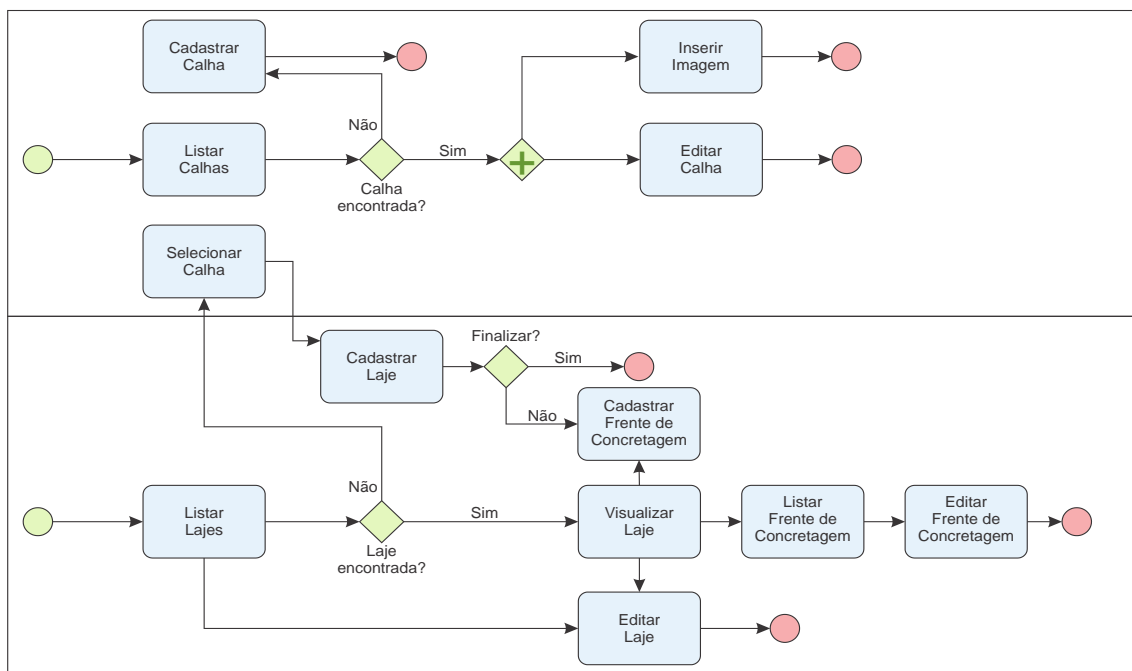 Cadastrar
Calha
Inserir
Imagem
Não
Listar
Calhas
Sim
Editar
Calha
Calha
encontrada?
Selecionar
Calha
Finalizar?
Cadastrar
Laje
Sim
Não
Cadastrar
Frente de
Concretagem
Não
Listar
Lajes
Sim
Visualizar
Laje
Listar
Frente de
Concretagem
Editar
Frente de
Concretagem
Laje
encontrada?
Editar
Laje